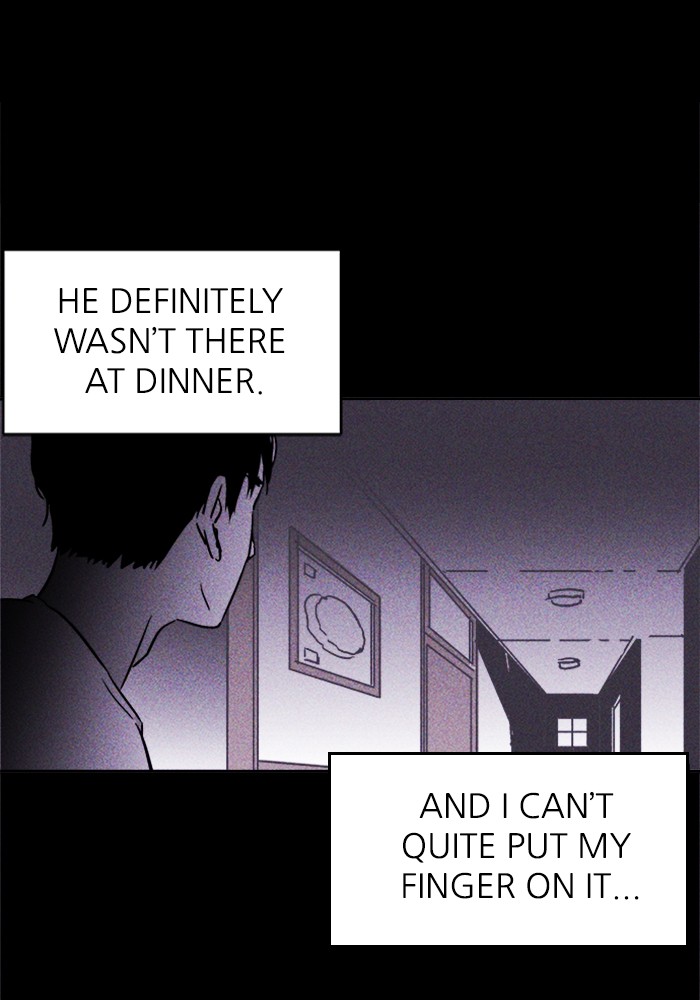 HE DEFINITELY
WASN'T THERE
AT DINNER.
AND I CAN'T
QUITE PUT MY
FINGER ON IT...